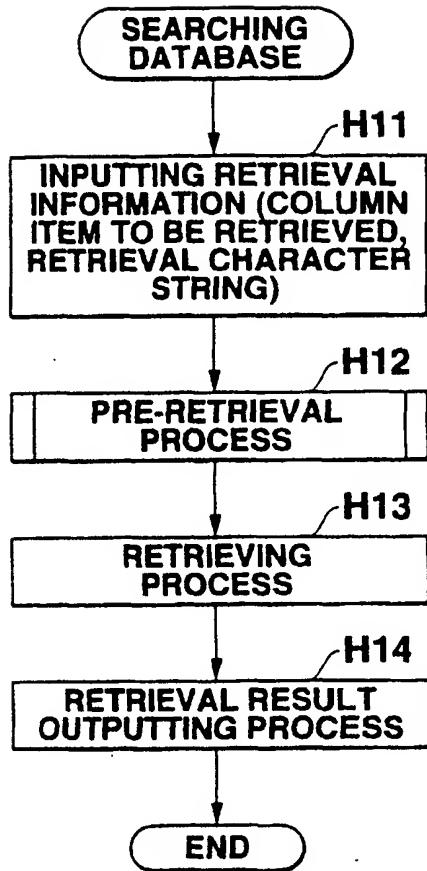 SEARCHING
DATABASE
H11
INPUTTING RETRIEVAL
INFORMATION (COLUMN
ITEM TO BE RETRIEVED,
RETRIEVAL CHARACTER
STRING)
H12
PRE-RETRIEVAL
PROCESS
H13
RETRIEVING
PROCESS
H14
RETRIEVAL RESULT
OUTPUTTING PROCESS
END